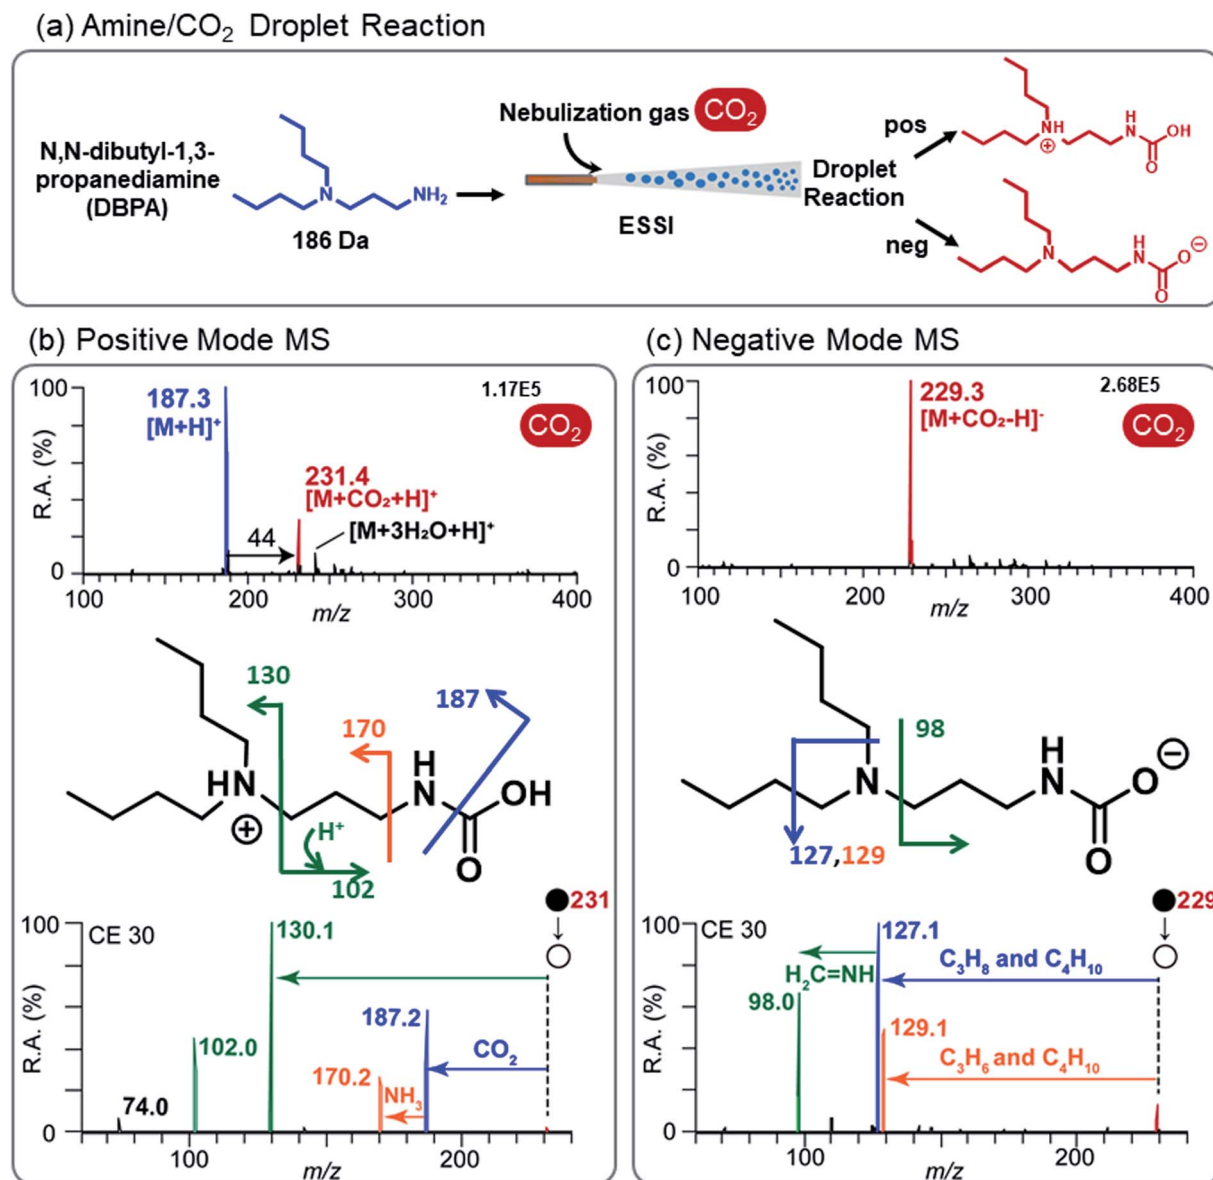 (a) Amine/CO₂ Droplet Reaction
N,N-dibutyl-1,3-
propanediamine
(DBPA)
N
NH₂
186 Da
Nebulization gas CO₂
ESSI
Droplet
Reaction
pos
neg
NH
⊕
H
N
OH
O
N
H
N
O⊖
O
(b) Positive Mode MS
R.A. (%)
100
0
187.3
[M+H]⁺
44
231.4
[M+CO₂+H]⁺
[M+3H₂O+H]⁺
1.17E5
CO₂
100 200 300 400
m/z
130
170
187
HN
⊕
H⁺
102
H
N
OH
O
231
R.A. (%)
100
0
CE 30
130.1
187.2
CO₂
102.0
170.2
NH₃
74.0
100 200
m/z
(c) Negative Mode MS
R.A. (%)
100
0
229.3
[M+CO₂-H]⁻
2.68E5
CO₂
100 200 300 400
m/z
98
N
H
N
O⊖
O
127,129
229
R.A. (%)
100
0
CE 30
127.1
C₃H₈ and C₄H₁₀
H₂C=NH
98.0
129.1
C₃H₆ and C₄H₁₀
100 200
m/z